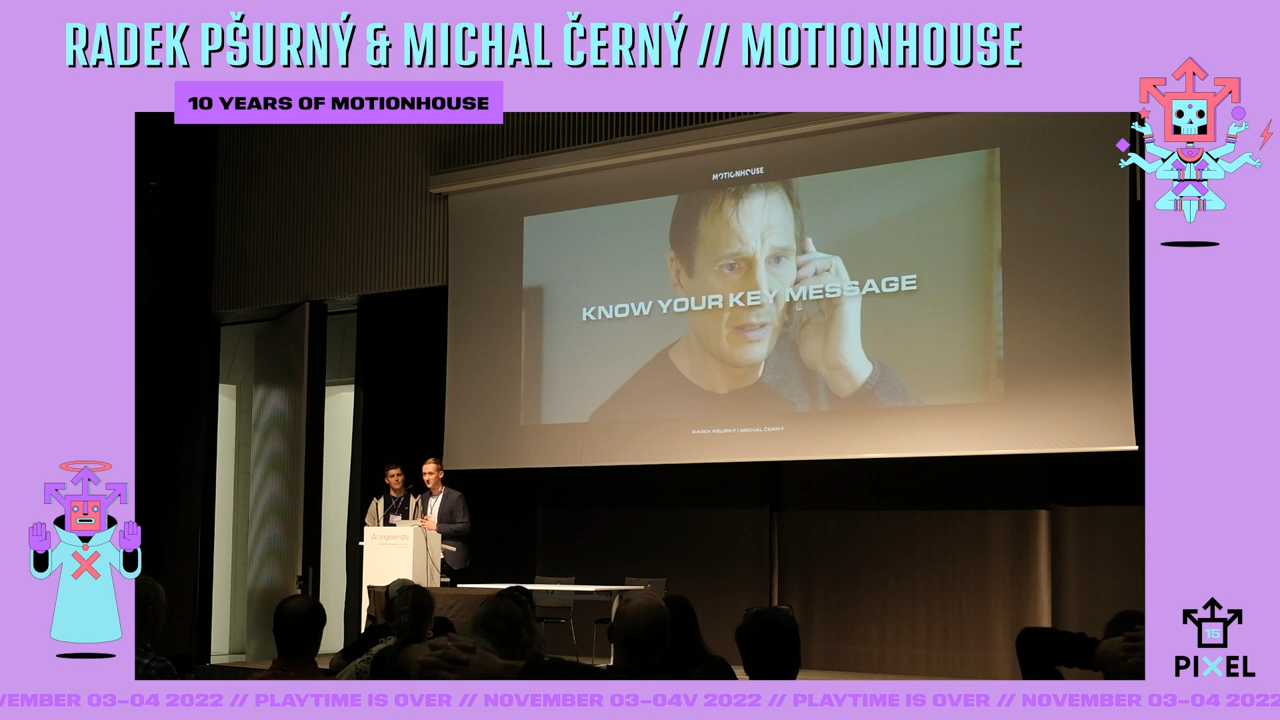 RADEK PŠURNÝ & MICHAL ČERNÝ // MOTIONHOUSE
10 YEARS OF MOTIONHOUSE
MOTIONHOUSE
KNOW YOUR KEY MESSAGE
RADEK PŠURNÝ | MICHAL ČERNÝ
15
PIXEL
VEMBER 03-04 2022 // PLAYTIME IS OVER // NOVEMBER 03-04V 2022 // PLAYTIME IS OVER // NOVEMBER 03-04 2022